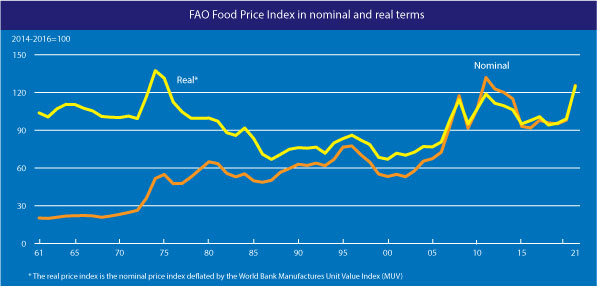 FAO Food Price Index in nominal and real terms
2014-2016=100
150
Nominal
Real*
120
90
60
30
0
61 65 70 75 80 85 90 95 00 05 10 15 21
* The real price index is the nominal price index deflated by the World Bank Manufactures Unit Value Index (MUV)